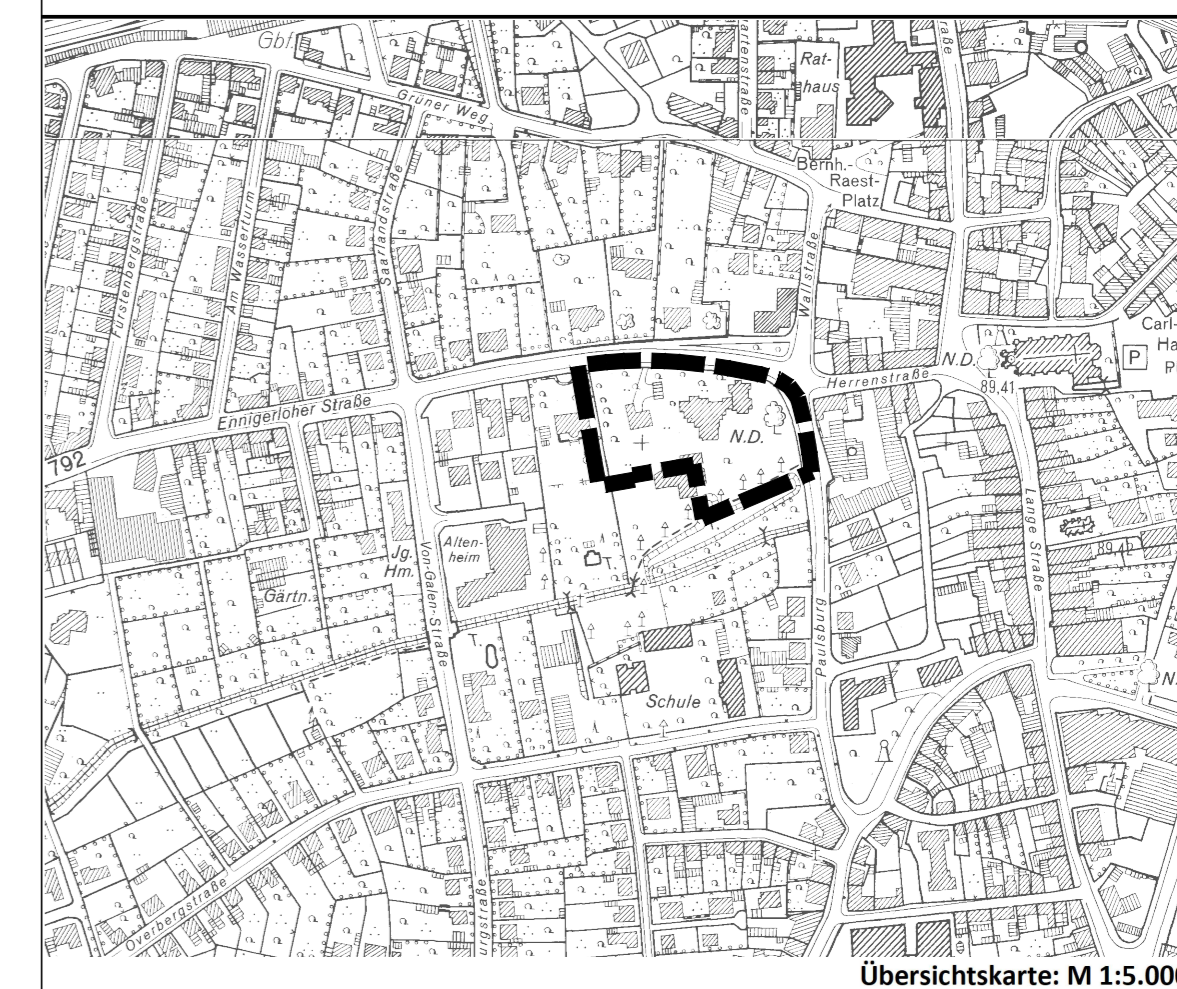 Gbf.
Grüner Weg
Rat-
haus
Bernh.-
Raest-
Platz
Fürstenbergstraße
Am Wasserturm
Saarlandstraße
Wallstraße
Carl-
N.D.
P
89,41
Herrenstraße
Ennigerloher Straße
792
N.D.
Lange Straße
Alten-
heim
Jg.
Hm.
Von-Galen-Straße
89,42
Gärtn.
T
T
Paulsburg
Schule
Overbergstraße
Übersichtskarte: M 1:5.000